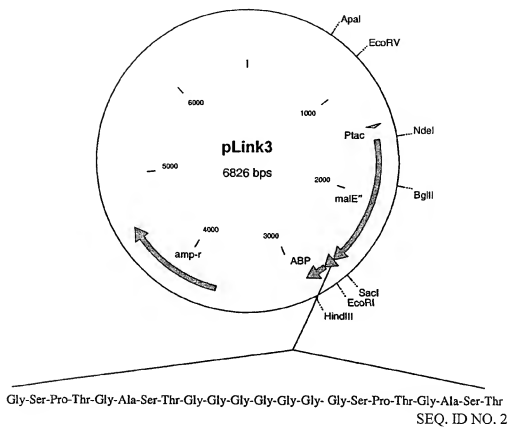 ApaI
EcoRV
I
6000
1000
Ptac
NdeI
pLink3
6826 bps
5000
2000
malE"
BglII
4000
3000
amp-r
ABP
SacI
EcoRI
HindIII
Gly-Ser-Pro-Thr-Gly-Ala-Ser-Thr-Gly-Gly-Gly-Gly-Gly-Gly- Gly-Ser-Pro-Thr-Gly-Ala-Ser-Thr
SEQ. ID NO. 2